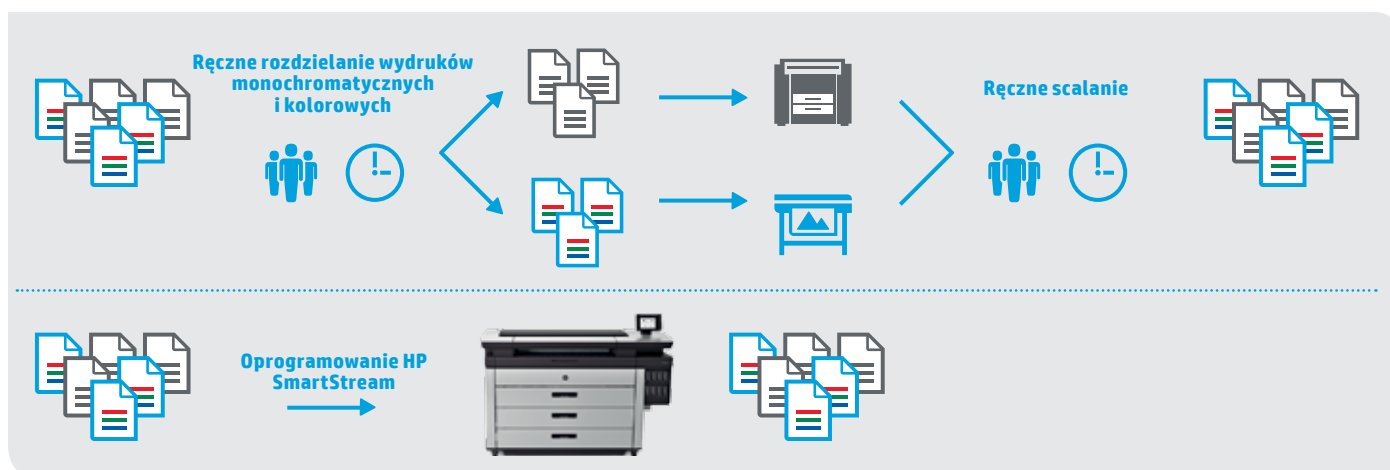 Ręczne rozdzielanie wydruków
monochromatycznych
i kolorowych
Ręczne scalanie
Oprogramowanie HP
SmartStream